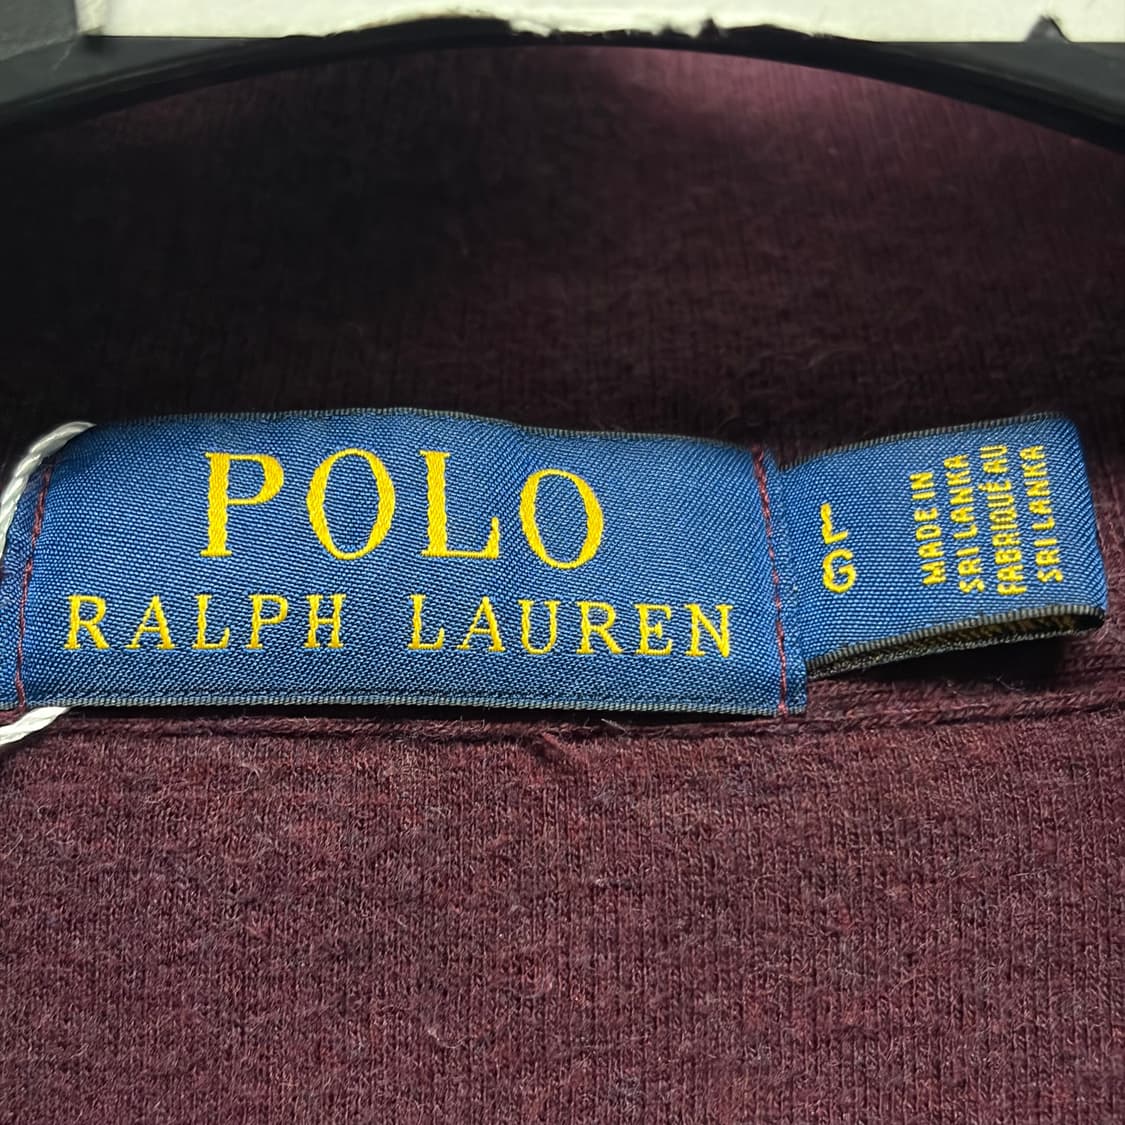 POLO
RALPH LAUREN
L
G
MADE IN
SRI LANKA
FABRIQUÉ AU
SRI LANKA